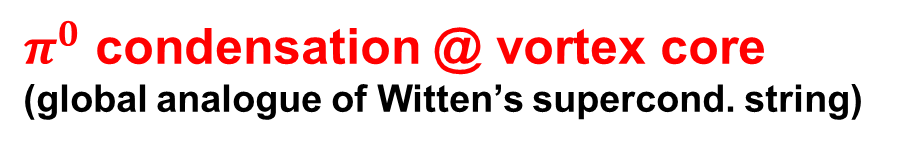 π⁰ condensation @ vortex core
(global analogue of Witten’s supercond. string)